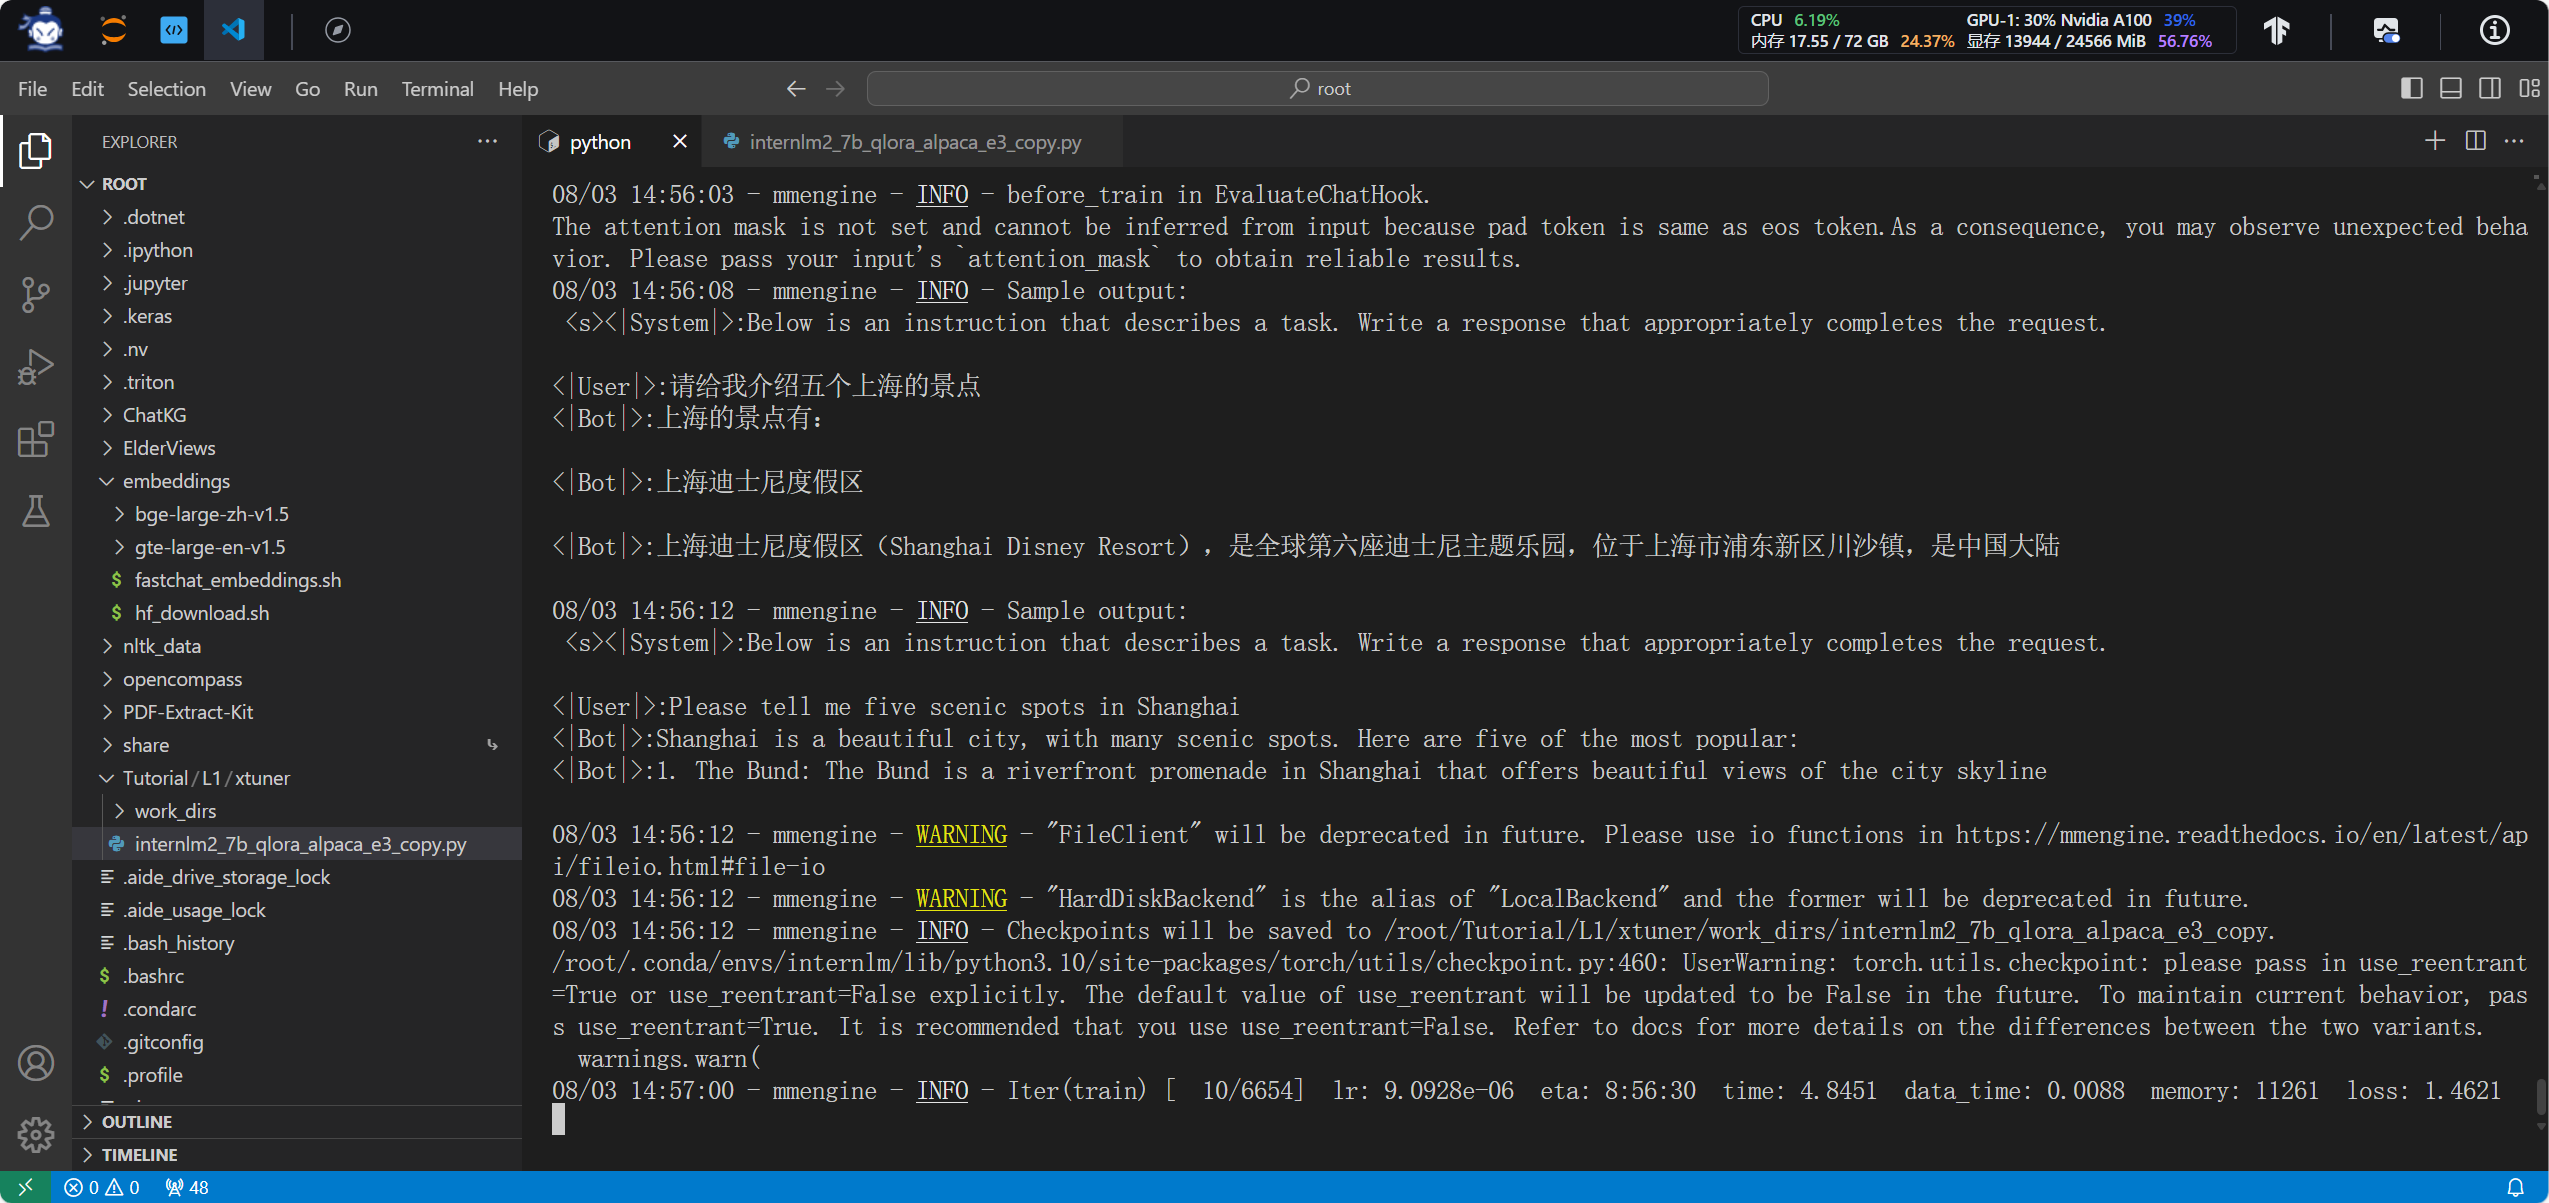 CPU 6.19% GPU-1: 30% Nvidia A100 39%
内存 17.55 / 72 GB 24.37% 显存 13944 / 24566 MiB 56.76%
File Edit Selection View Go Run Terminal Help root
EXPLORER
ROOT
.dotnet
.ipython
.jupyter
.keras
.nv
.triton
ChatKG
ElderViews
embeddings
bge-large-zh-v1.5
gte-large-en-v1.5
$ fastchat_embeddings.sh
$ hf_download.sh
nltk_data
opencompass
PDF-Extract-Kit
share
Tutorial / L1 / xtuner
work_dirs
internlm2_7b_qlora_alpaca_e3_copy.py
.aide_drive_storage_lock
.aide_usage_lock
.bash_history
$ .bashrc
! .condarc
.gitconfig
$ .profile
OUTLINE
TIMELINE
python internlm2_7b_qlora_alpaca_e3_copy.py
08/03 14:56:03 - mmengine - INFO - before_train in EvaluateChatHook.
The attention mask is not set and cannot be inferred from input because pad token is same as eos token.As a consequence, you may observe unexpected beha
vior. Please pass your input's `attention_mask` to obtain reliable results.
08/03 14:56:08 - mmengine - INFO - Sample output:
<s><|System|>:Below is an instruction that describes a task. Write a response that appropriately completes the request.
<|User|>:请给我介绍五个上海的景点
<|Bot|>:上海的景点有：
<|Bot|>:上海迪士尼度假区
<|Bot|>:上海迪士尼度假区（Shanghai Disney Resort），是全球第六座迪士尼主题乐园，位于上海市浦东新区川沙镇，是中国大陆
08/03 14:56:12 - mmengine - INFO - Sample output:
<s><|System|>:Below is an instruction that describes a task. Write a response that appropriately completes the request.
<|User|>:Please tell me five scenic spots in Shanghai
<|Bot|>:Shanghai is a beautiful city, with many scenic spots. Here are five of the most popular:
<|Bot|>:1. The Bund: The Bund is a riverfront promenade in Shanghai that offers beautiful views of the city skyline
08/03 14:56:12 - mmengine - WARNING - "FileClient" will be deprecated in future. Please use io functions in https://mmengine.readthedocs.io/en/latest/ap
i/fileio.html#file-io
08/03 14:56:12 - mmengine - WARNING - "HardDiskBackend" is the alias of "LocalBackend" and the former will be deprecated in future.
08/03 14:56:12 - mmengine - INFO - Checkpoints will be saved to /root/Tutorial/L1/xtuner/work_dirs/internlm2_7b_qlora_alpaca_e3_copy.
/root/.conda/envs/internlm/lib/python3.10/site-packages/torch/utils/checkpoint.py:460: UserWarning: torch.utils.checkpoint: please pass in use_reentrant
=True or use_reentrant=False explicitly. The default value of use_reentrant will be updated to be False in the future. To maintain current behavior, pas
s use_reentrant=True. It is recommended that you use use_reentrant=False. Refer to docs for more details on the differences between the two variants.
warnings.warn(
08/03 14:57:00 - mmengine - INFO - Iter(train) [ 10/6654] lr: 9.0928e-06 eta: 8:56:30 time: 4.8451 data_time: 0.0088 memory: 11261 loss: 1.4621
0 0 48